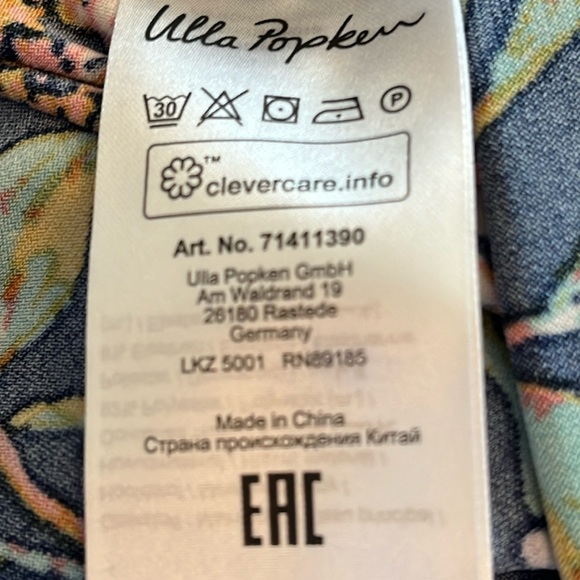 Ulla Popken
30 P
™
clevercare.info
Art. No. 71411390
Ulla Popken GmbH
Am Waldrand 19
26180 Rastede
Germany
LKZ 5001 RN89185
Made in China
Страна происхождения Китай
EAC